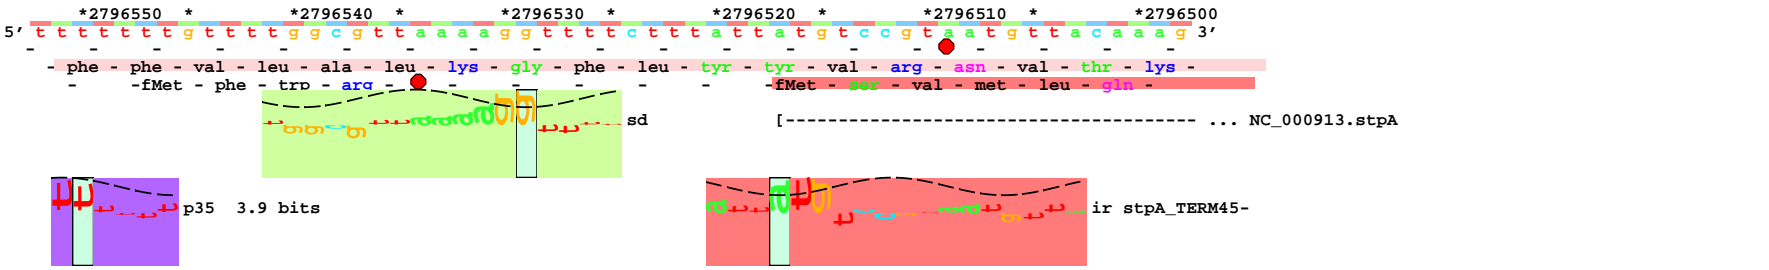 *2796550 * *2796540 * *2796530 * *2796520 * *2796510 * *2796500
5' t t t t t t t g t t t t g g c g t t a a a a g g t t t t c t t t a t t a t g t c c g t a a t g t t a c a a a g 3'
- phe - phe - val - leu - ala - leu - lys - gly - phe - leu - tyr - tyr - val - arg - asn - val - thr - lys -
- -fMet - phe - trp - arg - - - - - - -fMet - ser - val - met - leu - gln -
sd [--------------------------------------- ... NC_000913.stpA
p35 3.9 bits ir stpA_TERM45-